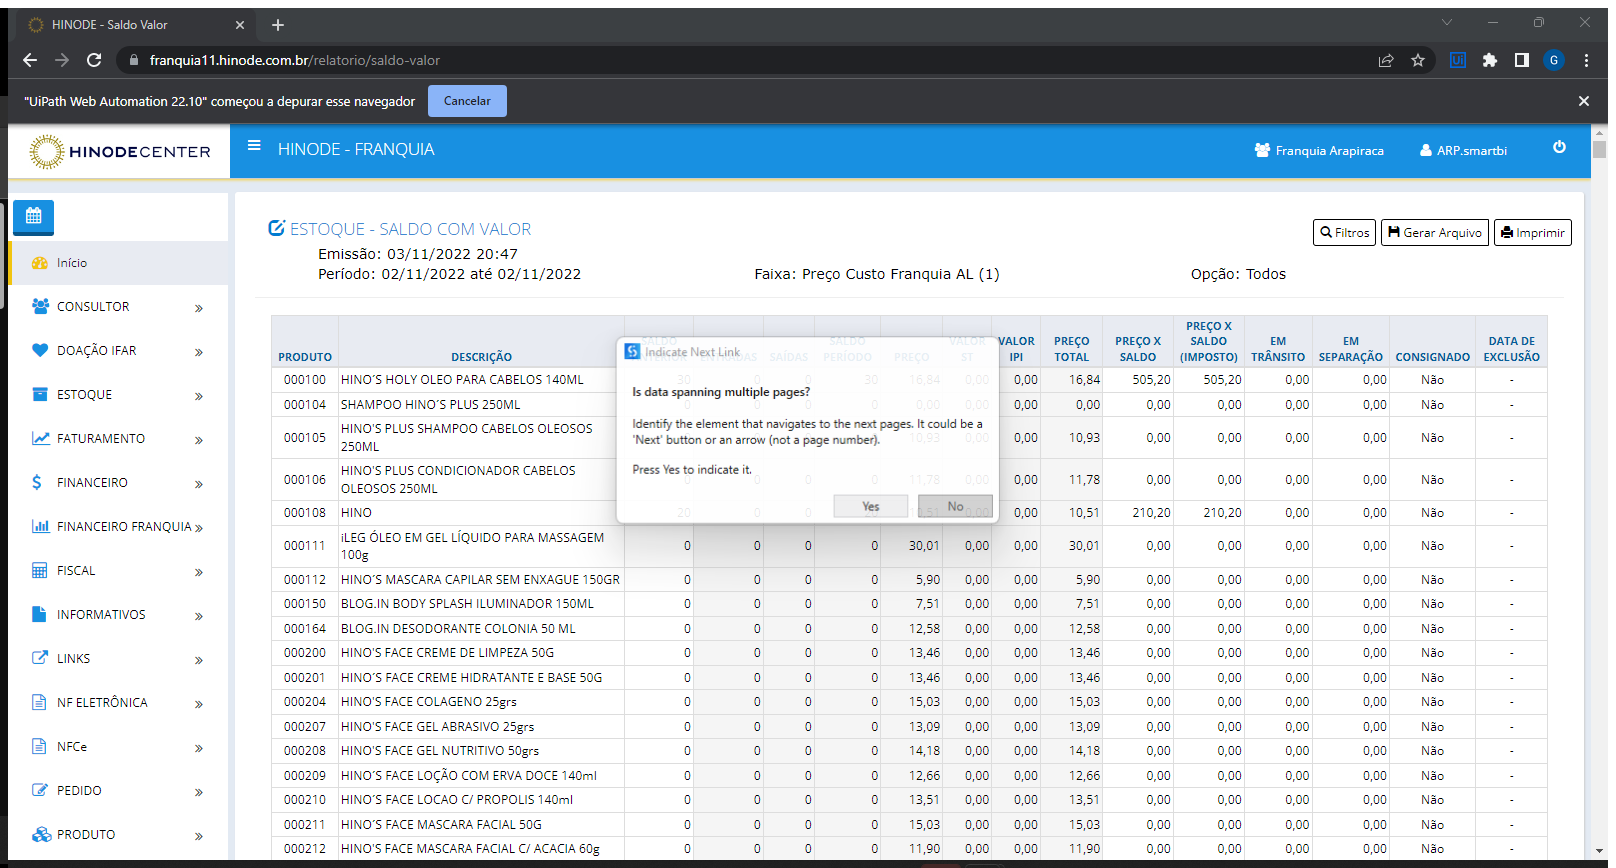 HINODE - Saldo Valor
franquia11.hinode.com.br/relatorio/saldo-valor
Ui
G
"UiPath Web Automation 22.10" começou a depurar esse navegador
Cancelar
HINODECENTER
HINODE - FRANQUIA
Franquia Arapiraca
ARP.smartbi
Início
CONSULTOR
DOAÇÃO IFAR
ESTOQUE
FATURAMENTO
FINANCEIRO
FINANCEIRO FRANQUIA
FISCAL
INFORMATIVOS
LINKS
NF ELETRÔNICA
NFCe
PEDIDO
PRODUTO
ESTOQUE - SALDO COM VALOR
Filtros
Gerar Arquivo
Imprimir
Emissão: 03/11/2022 20:47
Período: 02/11/2022 até 02/11/2022 Faixa: Preço Custo Franquia AL (1) Opção: Todos
PRODUTO DESCRIÇÃO SALDO ENTRADAS SAÍDAS SALDO PERÍODO PREÇO VALOR ST VALOR IPI PREÇO TOTAL PREÇO X SALDO PREÇO X SALDO (IMPOSTO) EM TRÂNSITO EM SEPARAÇÃO CONSIGNADO DATA DE EXCLUSÃO
000100 HINO´S HOLY OLEO PARA CABELOS 140ML 30 0 0 30 16,84 0,00 0,00 16,84 505,20 505,20 0,00 0,00 Não -
000104 SHAMPOO HINO´S PLUS 250ML 0 0 0,00 0,00 0,00 0,00 0,00 0,00 0,00 0,00 Não -
000105 HINO'S PLUS SHAMPOO CABELOS OLEOSOS 250ML 10,93 0,00 10,93 0,00 0,00 0,00 0,00 Não -
000106 HINO'S PLUS CONDICIONADOR CABELOS OLEOSOS 250ML 0 0 0 11,78 0,00 0,00 11,78 0,00 0,00 0,00 0,00 Não -
000108 HINO 20 0 0 10,51 0,00 0,00 10,51 210,20 210,20 0,00 0,00 Não -
000111 iLEG ÓLEO EM GEL LÍQUIDO PARA MASSAGEM 100g 0 0 0 0 30,01 0,00 0,00 30,01 0,00 0,00 0,00 0,00 Não -
000112 HINO´S MASCARA CAPILAR SEM ENXAGUE 150GR 0 0 0 0 5,90 0,00 0,00 5,90 0,00 0,00 0,00 0,00 Não -
000150 BLOG.IN BODY SPLASH ILUMINADOR 150ML 0 0 0 0 7,51 0,00 0,00 7,51 0,00 0,00 0,00 0,00 Não -
000164 BLOG.IN DESODORANTE COLONIA 50 ML 0 0 0 0 12,58 0,00 0,00 12,58 0,00 0,00 0,00 0,00 Não -
000200 HINO'S FACE CREME DE LIMPEZA 50G 0 0 0 0 13,46 0,00 0,00 13,46 0,00 0,00 0,00 0,00 Não -
000201 HINO'S FACE CREME HIDRATANTE E BASE 50G 0 0 0 0 13,46 0,00 0,00 13,46 0,00 0,00 0,00 0,00 Não -
000204 HINO'S FACE COLAGENO 25grs 0 0 0 0 15,03 0,00 0,00 15,03 0,00 0,00 0,00 0,00 Não -
000207 HINO'S FACE GEL ABRASIVO 25grs 0 0 0 0 13,09 0,00 0,00 13,09 0,00 0,00 0,00 0,00 Não -
000208 HINO'S FACE GEL NUTRITIVO 50grs 0 0 0 0 14,18 0,00 0,00 14,18 0,00 0,00 0,00 0,00 Não -
000209 HINO´S FACE LOÇÃO COM ERVA DOCE 140ml 0 0 0 0 12,66 0,00 0,00 12,66 0,00 0,00 0,00 0,00 Não -
000210 HINO´S FACE LOCAO C/ PROPOLIS 140ml 0 0 0 0 13,51 0,00 0,00 13,51 0,00 0,00 0,00 0,00 Não -
000211 HINO´S FACE MASCARA FACIAL 50G 0 0 0 0 15,03 0,00 0,00 15,03 0,00 0,00 0,00 0,00 Não -
000212 HINO'S FACE MASCARA FACIAL C/ ACACIA 60g 0 0 0 0 11,90 0,00 0,00 11,90 0,00 0,00 0,00 0,00 Não -
Indicate Next Link
Is data spanning multiple pages?
Identify the element that navigates to the next pages. It could be a
'Next' button or an arrow (not a page number).
Press Yes to indicate it.
Yes
No